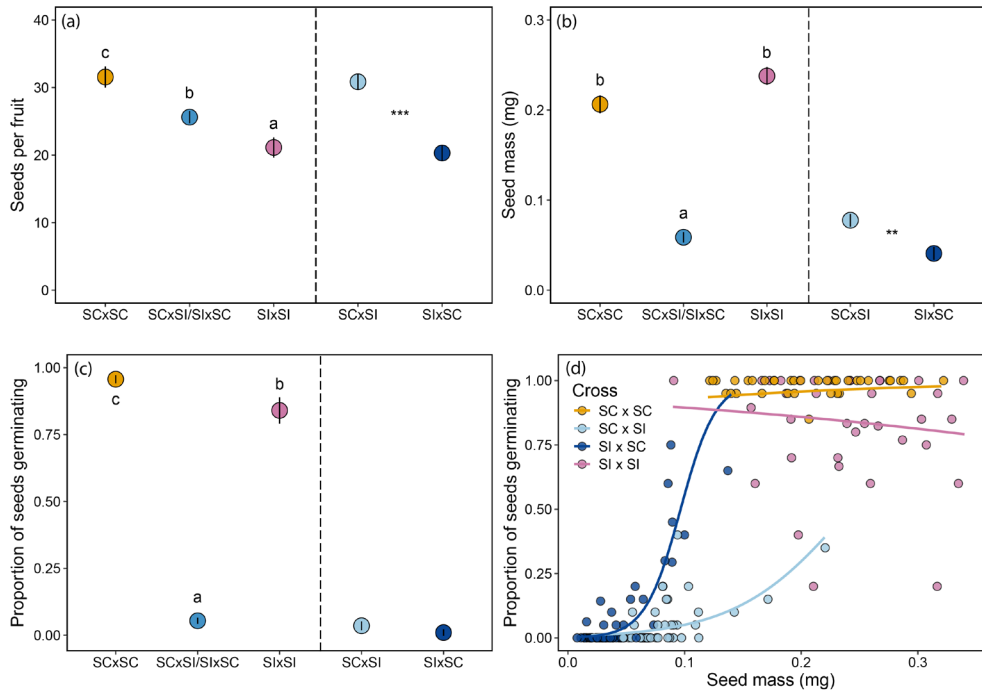 (a)
Seeds per fruit
40
30
20
10
0
c
b
a
***
SCxSC
SCxSI/SIxSC
SIxSI
SCxSI
SIxSC
(b)
Seed mass (mg)
0.3
0.2
0.1
0.0
b
a
b
**
SCxSC
SCxSI/SIxSC
SIxSI
SCxSI
SIxSC
(c)
Proportion of seeds germinating
1.00
0.75
0.50
0.25
0.00
c
a
b
SCxSC
SCxSI/SIxSC
SIxSI
SCxSI
SIxSC
(d)
Proportion of seeds germinating
1.00
0.75
0.50
0.25
0.00
Cross
SC x SC
SC x SI
SI x SC
SI x SI
0.0
0.1
0.2
0.3
Seed mass (mg)